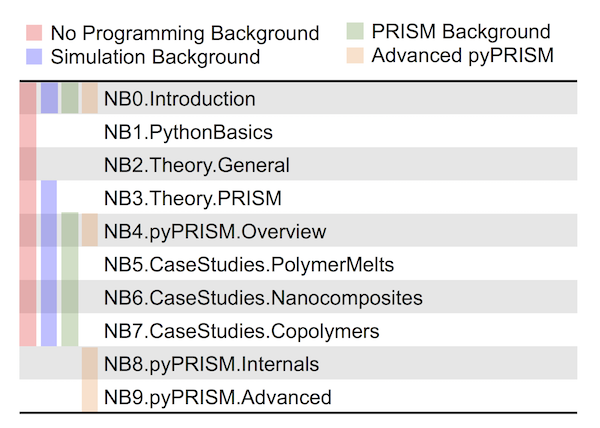 No Programming Background
PRISM Background
Simulation Background
Advanced pyPRISM
NB0.Introduction
NB1.PythonBasics
NB2.Theory.General
NB3.Theory.PRISM
NB4.pyPRISM.Overview
NB5.CaseStudies.PolymerMelts
NB6.CaseStudies.Nanocomposites
NB7.CaseStudies.Copolymers
NB8.pyPRISM.Internals
NB9.pyPRISM.Advanced